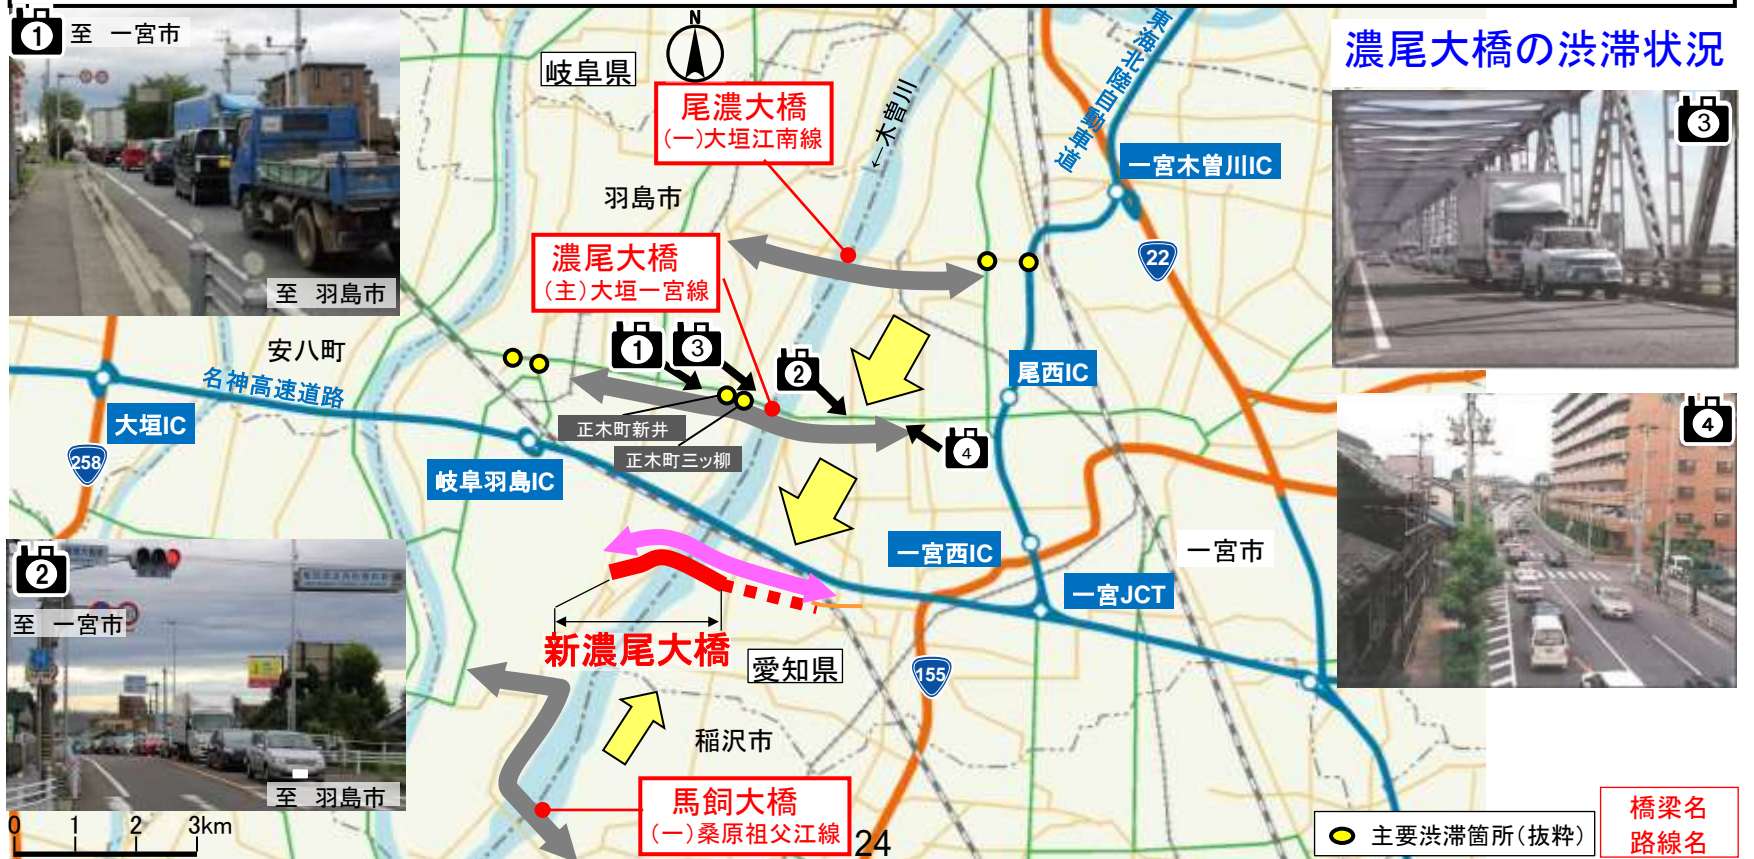 1
至 一宮市
至 羽島市
N
岐阜県
尾濃大橋
(一)大垣江南線
←木曽川
東海北陸自動車道
濃尾大橋の渋滞状況
3
一宮木曽川IC
羽島市
濃尾大橋
(主)大垣一宮線
22
安八町
名神高速道路
1
3
2
尾西IC
大垣IC
258
正木町新井
正木町三ッ柳
4
4
岐阜羽島IC
2
至 一宮市
至 羽島市
一宮西IC
一宮市
一宮JCT
新濃尾大橋
愛知県
155
稲沢市
馬飼大橋
(一)桑原祖父江線
24
0 1 2 3km
主要渋滞箇所(抜粋)
橋梁名
路線名